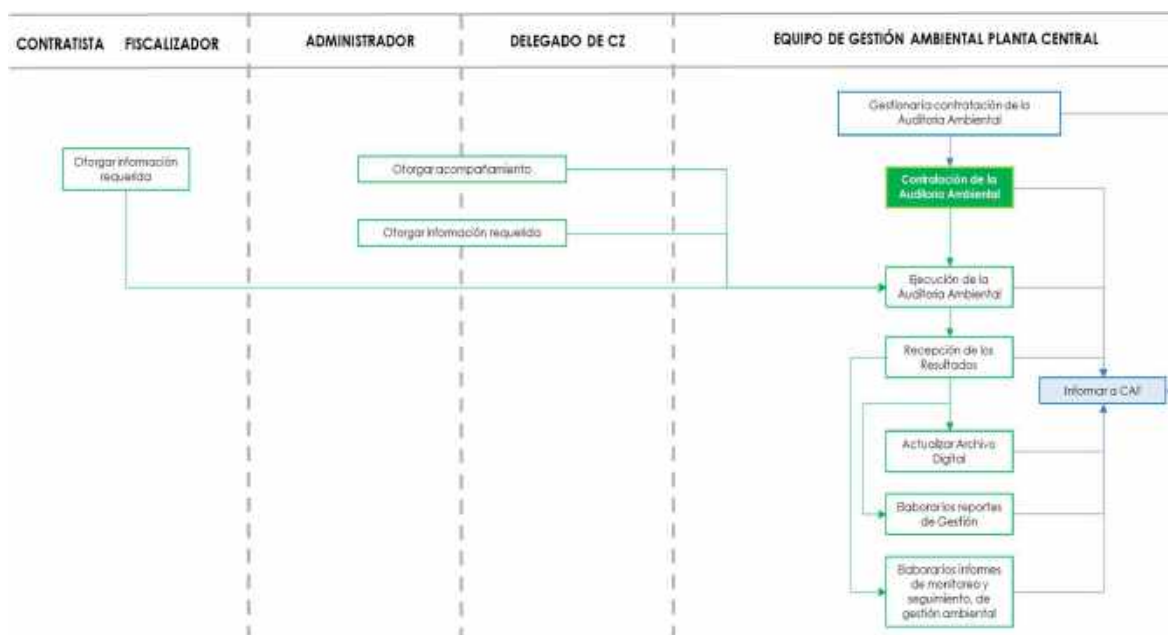 CONTRATISTA FISCALIZADOR
ADMINISTRADOR
DELEGADO DE CZ
EQUIPO DE GESTIÓN AMBIENTAL PLANTA CENTRAL
Gestionar la contratación de la
Auditoría Ambiental
Otorgar información
requerida
Otorgar acompañamiento
Contratación de la
Auditoría Ambiental
Otorgar información requerida
Ejecución de la
Auditoría Ambiental
Recepción de los
Resultados
Informar a CAF
Actualizar Archivo
Digital
Elaborar los reportes
de Gestión
Elaborar los informes
de monitoreo y
seguimiento, de
gestión ambiental